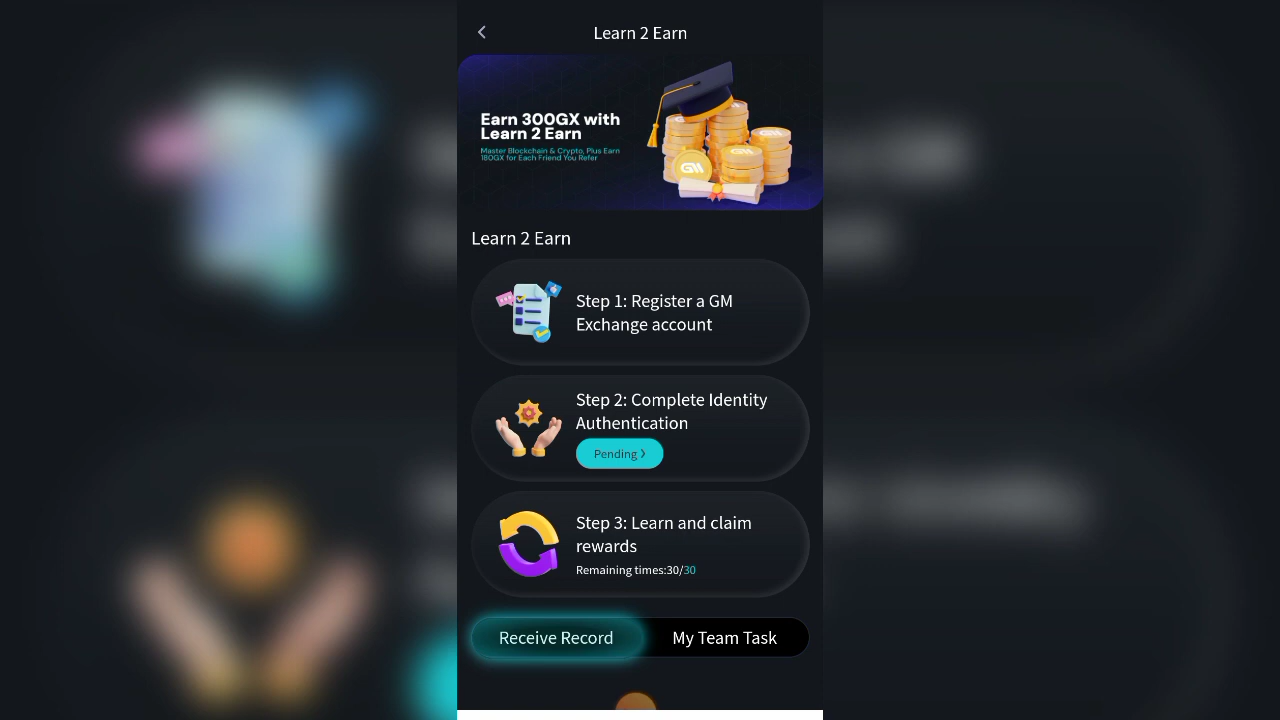 Learn 2 Earn
Earn 300GX with
Learn 2 Earn
Master Blockchain & Crypto, Plus Earn
180GX for Each Friend You Refer
Learn 2 Earn
Step 1: Register a GM
Exchange account
Step 2: Complete Identity
Authentication
Pending
Step 3: Learn and claim
rewards
Remaining times:30/30
Receive Record
My Team Task